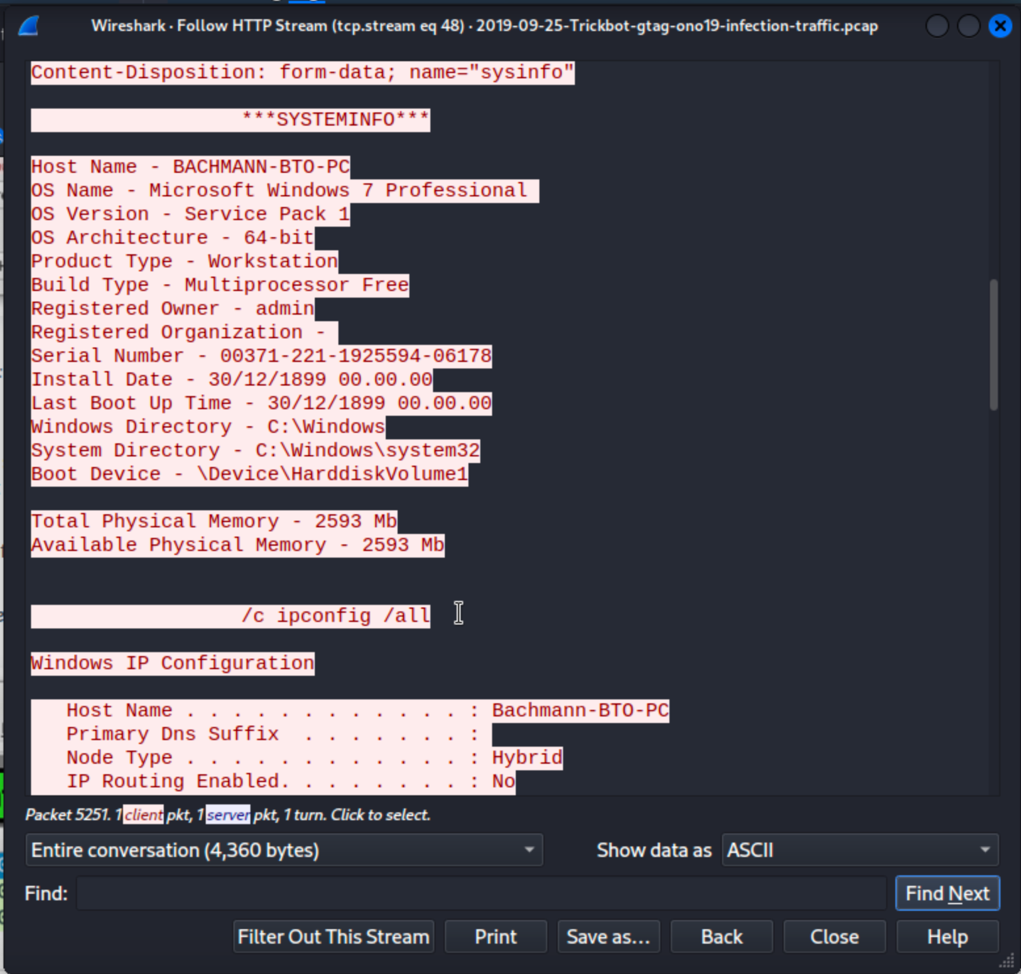 Wireshark · Follow HTTP Stream (tcp.stream eq 48) · 2019-09-25-Trickbot-gtag-ono19-infection-traffic.pcap
Content-Disposition: form-data; name="sysinfo"
***SYSTEMINFO***
Host Name - BACHMANN-BTO-PC
OS Name - Microsoft Windows 7 Professional
OS Version - Service Pack 1
OS Architecture - 64-bit
Product Type - Workstation
Build Type - Multiprocessor Free
Registered Owner - admin
Registered Organization -
Serial Number - 00371-221-1925594-06178
Install Date - 30/12/1899 00.00.00
Last Boot Up Time - 30/12/1899 00.00.00
Windows Directory - C:\Windows
System Directory - C:\Windows\system32
Boot Device - \Device\HarddiskVolume1
Total Physical Memory - 2593 Mb
Available Physical Memory - 2593 Mb
/c ipconfig /all
Windows IP Configuration
Host Name . . . . . . . . . . . . : Bachmann-BTO-PC
Primary Dns Suffix  . . . . . . . :
Node Type . . . . . . . . . . . . : Hybrid
IP Routing Enabled. . . . . . . . : No
Packet 5251. 1 client pkt, 1 server pkt, 1 turn. Click to select.
Entire conversation (4,360 bytes) Show data as ASCII
Find: Find Next
Filter Out This Stream Print Save as... Back Close Help